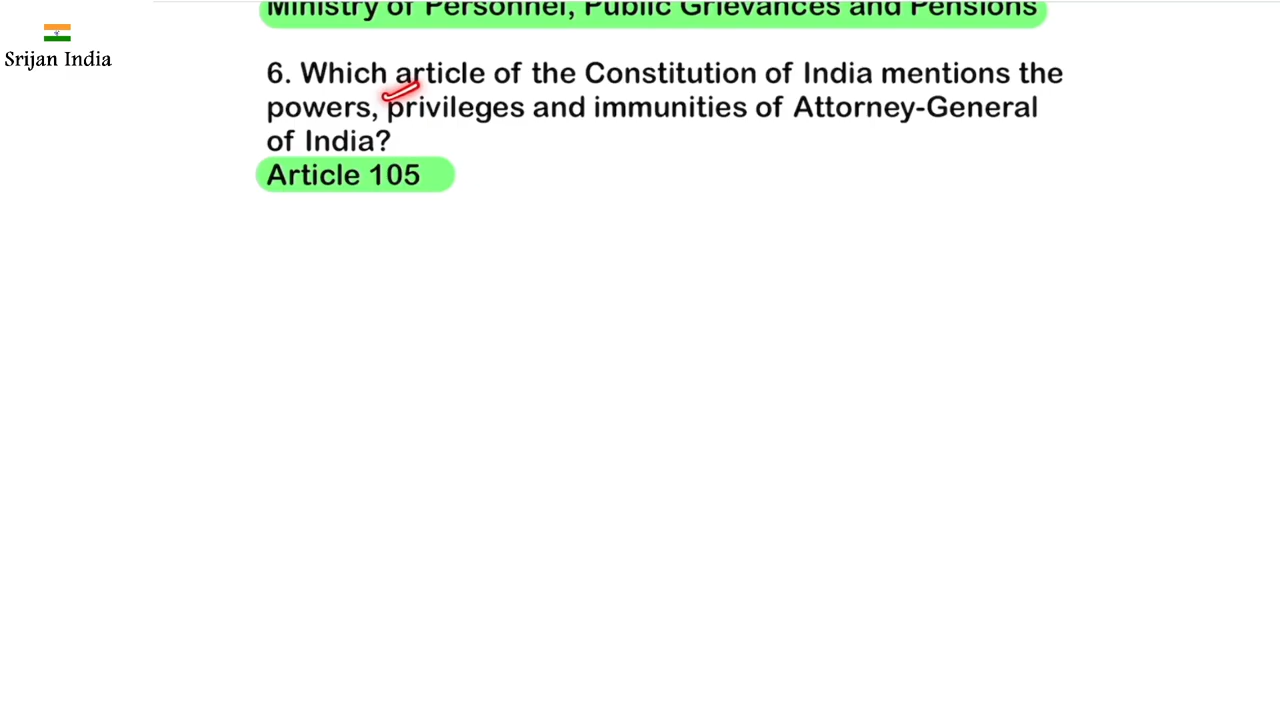 Ministry of Personnel, Public Grievances and Pensions
Srijan India
6. Which article of the Constitution of India mentions the
powers, privileges and immunities of Attorney-General
of India?
Article 105